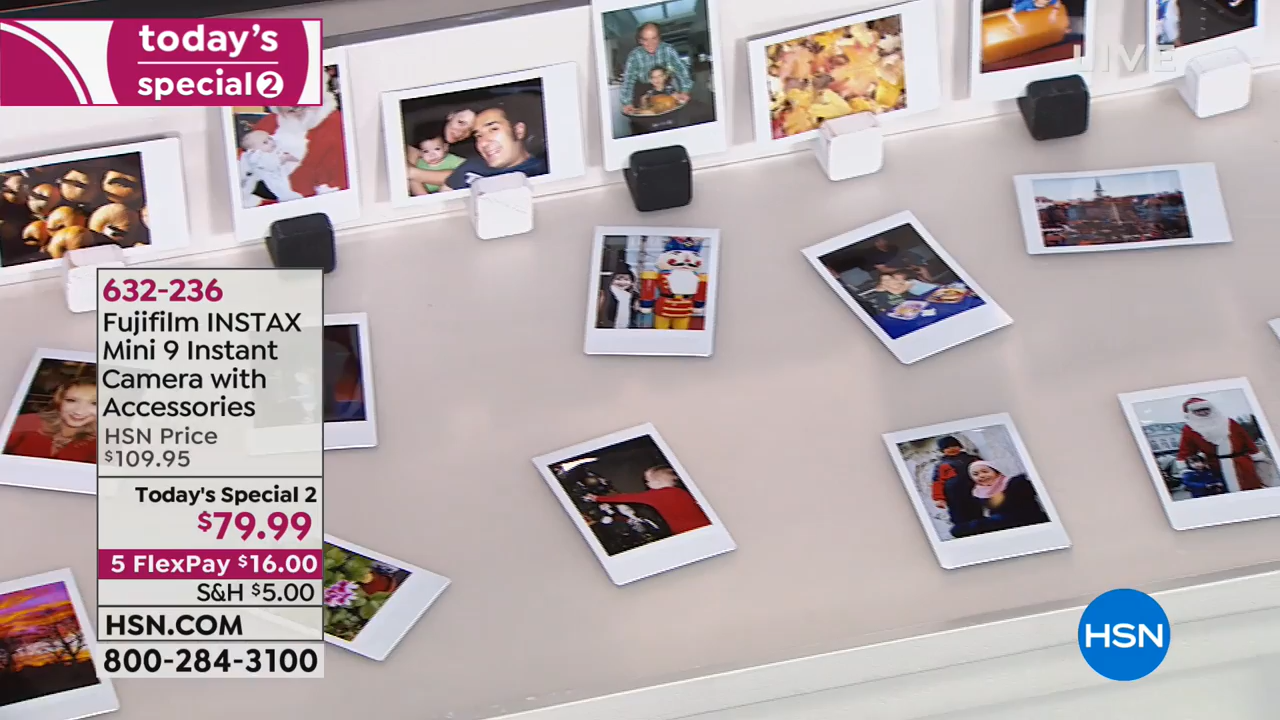 today's
special 2
LIVE
632-236
Fujifilm INSTAX
Mini 9 Instant
Camera with
Accessories
HSN Price
$109.95
Today's Special 2
$79.99
5 FlexPay $16.00
S&H $5.00
HSN.COM
800-284-3100
HSN